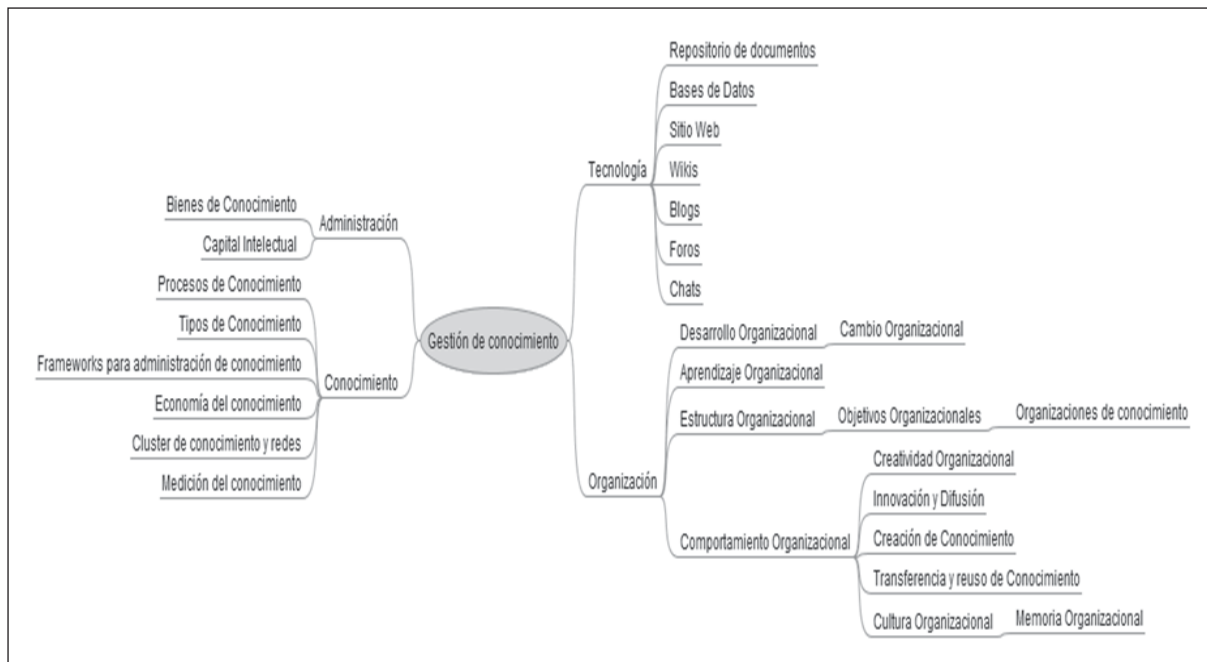 Gestión de conocimiento
Administración
Bienes de Conocimiento
Capital Intelectual
Conocimiento
Procesos de Conocimiento
Tipos de Conocimiento
Frameworks para administración de conocimiento
Economía del conocimiento
Cluster de conocimiento y redes
Medición del conocimiento
Tecnología
Repositorio de documentos
Bases de Datos
Sitio Web
Wikis
Blogs
Foros
Chats
Organización
Desarrollo Organizacional
Cambio Organizacional
Aprendizaje Organizacional
Estructura Organizacional
Objetivos Organizacionales
Organizaciones de conocimiento
Comportamiento Organizacional
Creatividad Organizacional
Innovación y Difusión
Creación de Conocimiento
Transferencia y reuso de Conocimiento
Cultura Organizacional
Memoria Organizacional